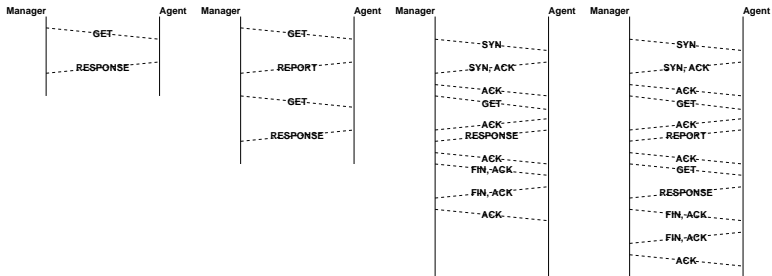 Manager Agent
GET
RESPONSE
Manager Agent
GET
REPORT
GET
RESPONSE
Manager Agent
SYN
SYN, ACK
ACK
GET
ACK
RESPONSE
ACK
FIN, ACK
FIN, ACK
ACK
Manager Agent
SYN
SYN, ACK
ACK
GET
ACK
REPORT
ACK
GET
RESPONSE
FIN, ACK
FIN, ACK
ACK